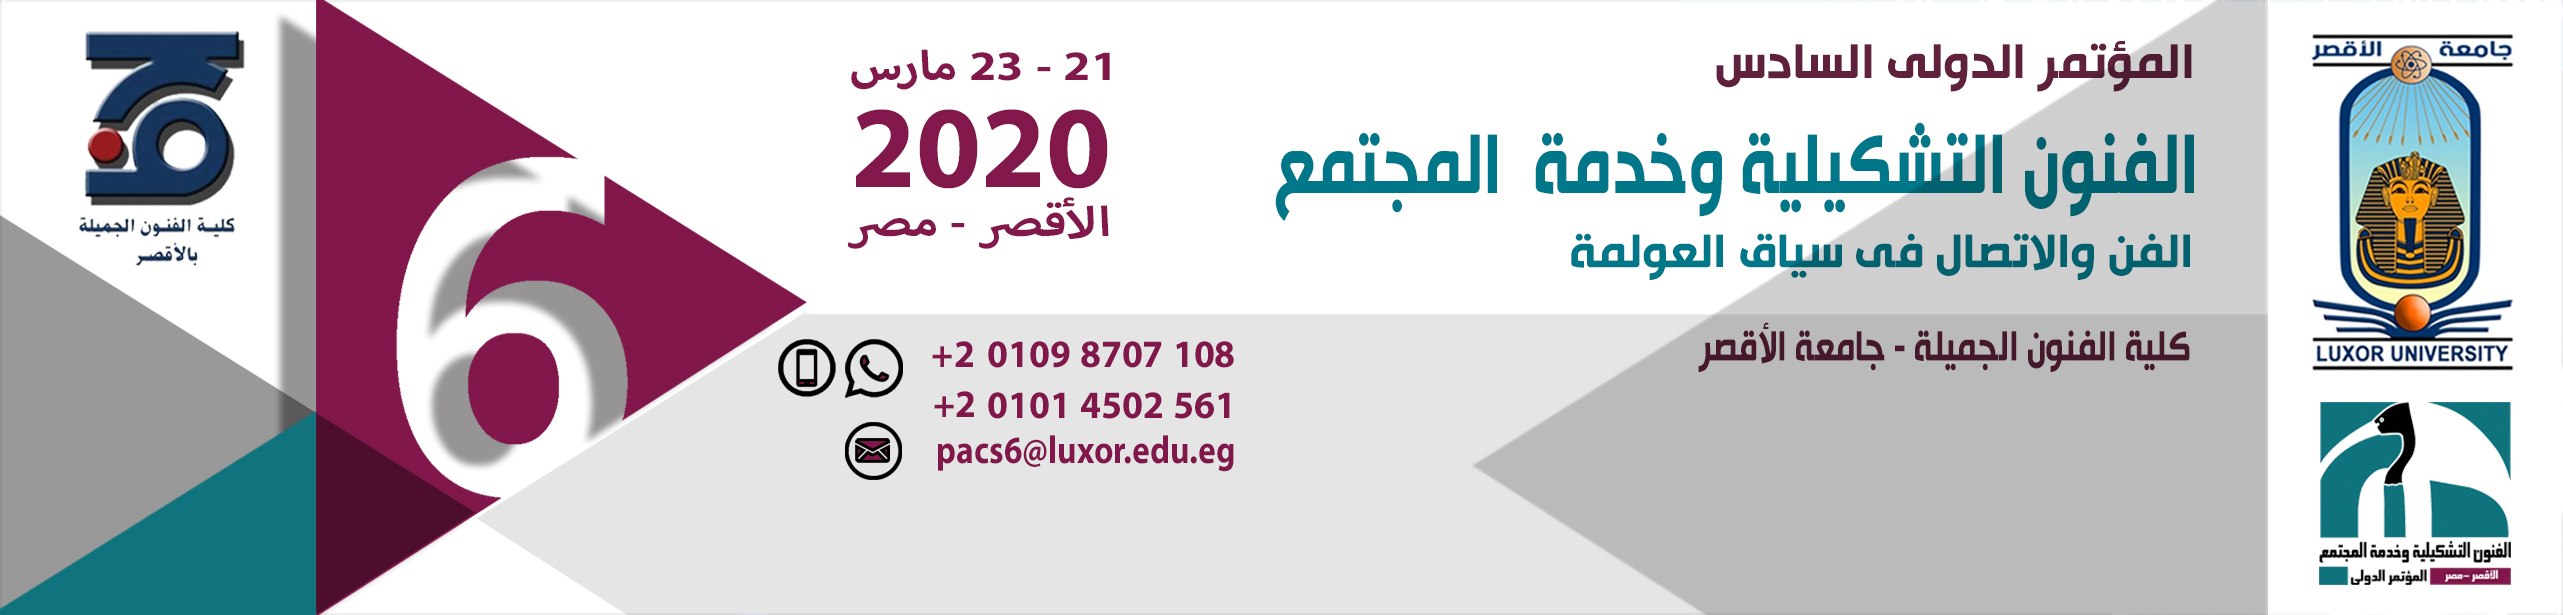 جامعة الأقصر
LUXOR UNIVERSITY
المؤتمر الدولى السادس
الفنون التشكيلية وخدمة المجتمع
الفن والاتصال فى سياق العولمة
كلية الفنون الجميلة - جامعة الأقصر
21 - 23 مارس
2020
الأقصر - مصر
+2 0109 8707 108
+2 0101 4502 561
pacs6@luxor.edu.eg
6
كلية الفنون الجميلة
بالأقصر
الفنون التشكيلية وخدمة المجتمع
الأقصر - مصر المؤتمر الدولى